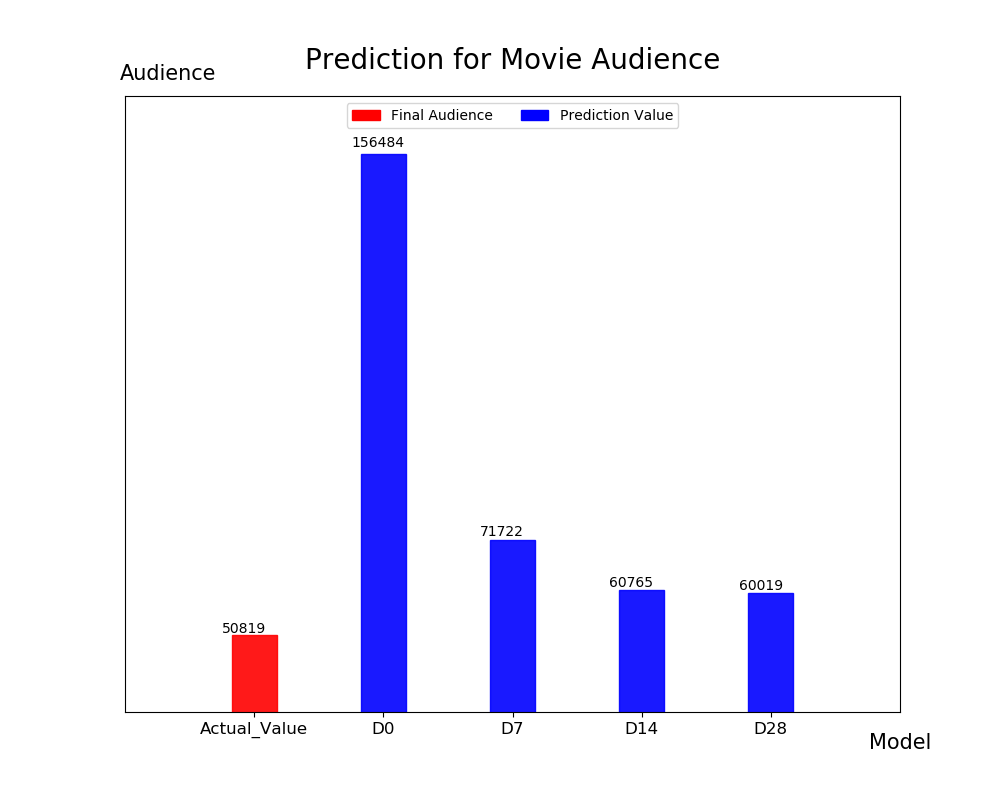 Prediction for Movie Audience
Audience
Final Audience Prediction Value
156484
71722
60765
60019
50819
Actual_Value D0 D7 D14 D28
Model